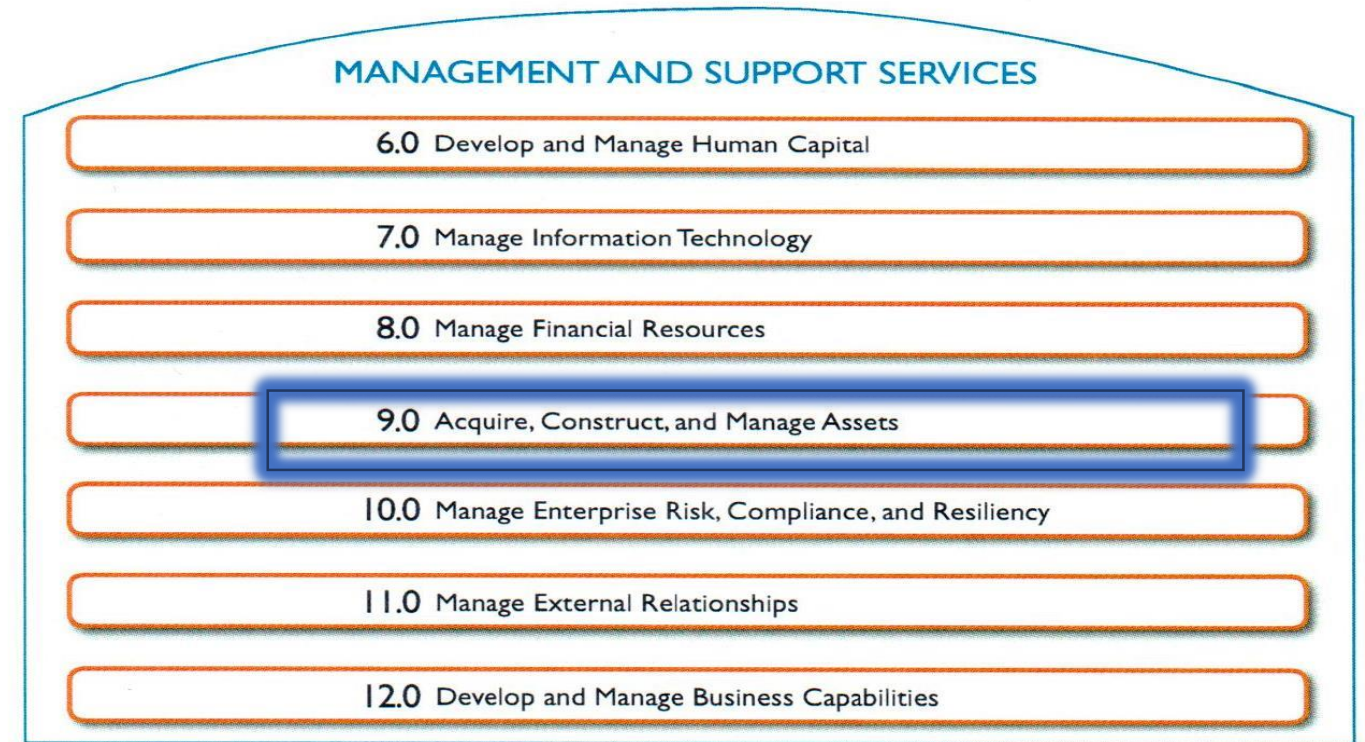 MANAGEMENT AND SUPPORT SERVICES
6.0 Develop and Manage Human Capital
7.0 Manage Information Technology
8.0 Manage Financial Resources
9.0 Acquire, Construct, and Manage Assets
10.0 Manage Enterprise Risk, Compliance, and Resiliency
11.0 Manage External Relationships
12.0 Develop and Manage Business Capabilities